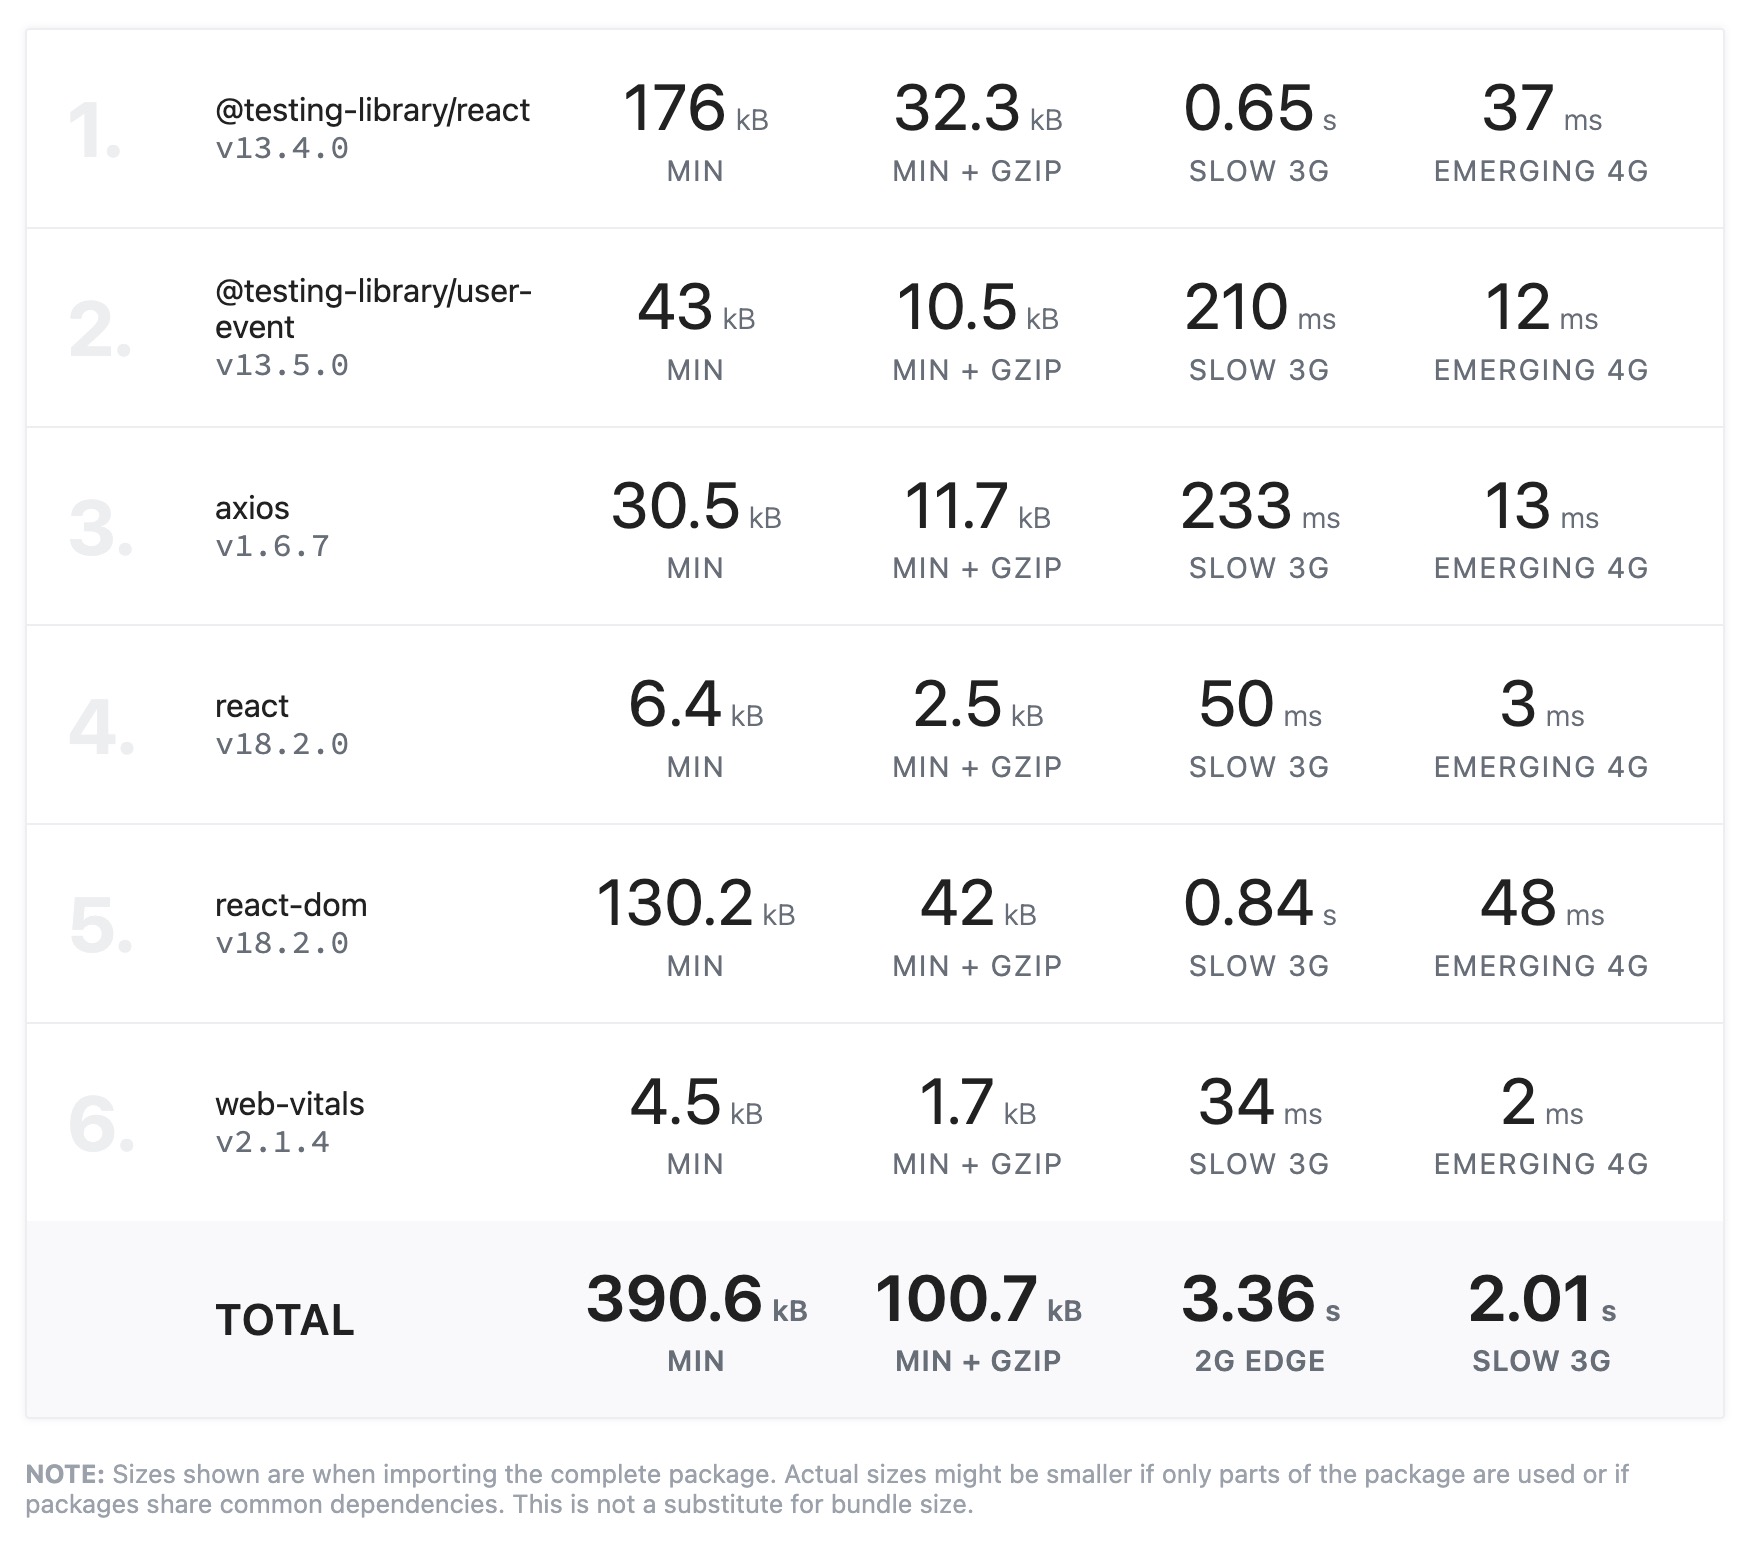 1.
@testing-library/react
v13.4.0
176 kB
MIN
32.3 kB
MIN + GZIP
0.65 s
SLOW 3G
37 ms
EMERGING 4G
2.
@testing-library/user-
event
v13.5.0
43 kB
MIN
10.5 kB
MIN + GZIP
210 ms
SLOW 3G
12 ms
EMERGING 4G
3.
axios
v1.6.7
30.5 kB
MIN
11.7 kB
MIN + GZIP
233 ms
SLOW 3G
13 ms
EMERGING 4G
4.
react
v18.2.0
6.4 kB
MIN
2.5 kB
MIN + GZIP
50 ms
SLOW 3G
3 ms
EMERGING 4G
5.
react-dom
v18.2.0
130.2 kB
MIN
42 kB
MIN + GZIP
0.84 s
SLOW 3G
48 ms
EMERGING 4G
6.
web-vitals
v2.1.4
4.5 kB
MIN
1.7 kB
MIN + GZIP
34 ms
SLOW 3G
2 ms
EMERGING 4G
TOTAL
390.6 kB
MIN
100.7 kB
MIN + GZIP
3.36 s
2G EDGE
2.01 s
SLOW 3G
NOTE: Sizes shown are when importing the complete package. Actual sizes might be smaller if only parts of the package are used or if
packages share common dependencies. This is not a substitute for bundle size.